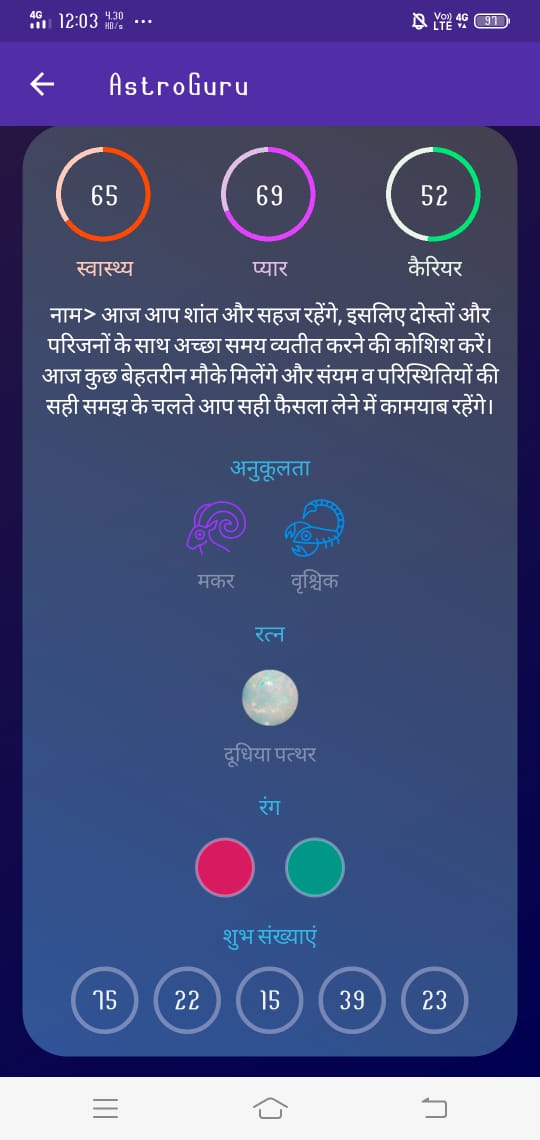 4G 12:03 4.30 KB/s ... Vo) LTE 4G 97
AstroGuru
65 69 52
स्वास्थ्य प्यार कैरियर
नाम> आज आप शांत और सहज रहेंगे, इसलिए दोस्तों और
परिजनों के साथ अच्छा समय व्यतीत करने की कोशिश करें।
आज कुछ बेहतरीन मौके मिलेंगे और संयम व परिस्थितियों की
सही समझ के चलते आप सही फैसला लेने में कामयाब रहेंगे।
अनुकूलता
मकर वृश्चिक
रत्न
दूधिया पत्थर
रंग
शुभ संख्याएं
75 22 15 39 23